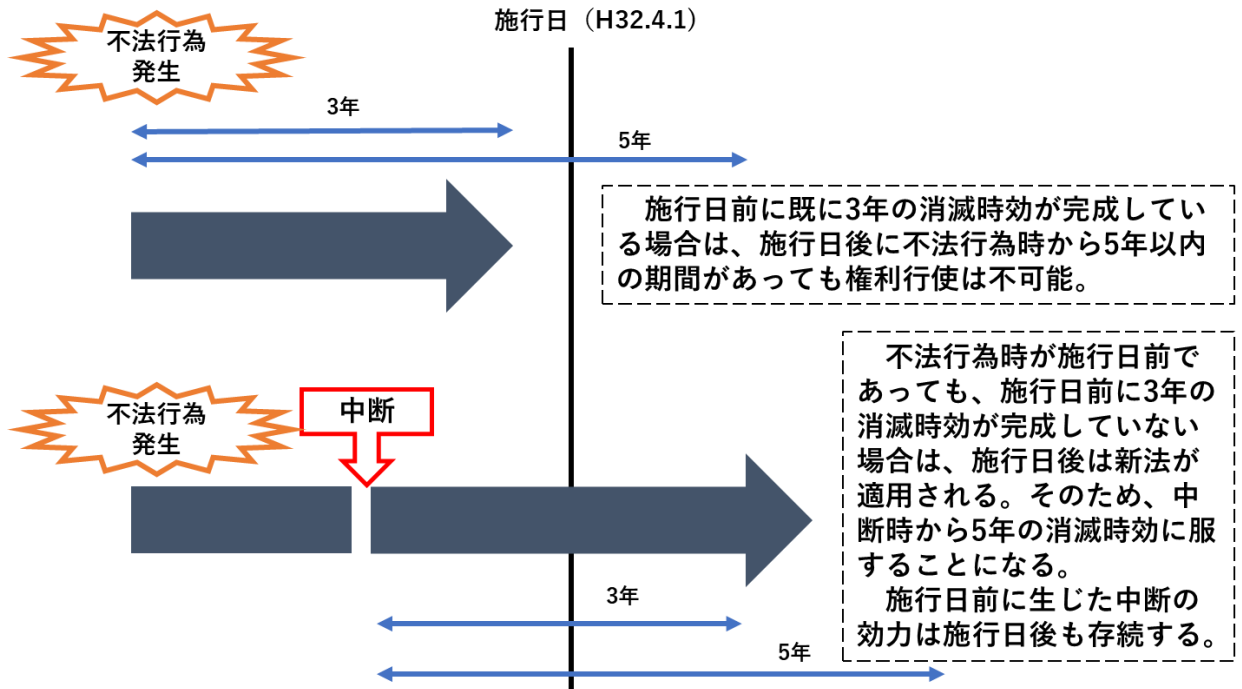 施行日（H32.4.1）
不法行為
発生
3年
5年
　施行日前に既に3年の消滅時効が完成してい
る場合は、施行日後に不法行為時から5年以内
の期間があっても権利行使は不可能。
不法行為
発生
中断
　不法行為時が施行日前で
あっても、施行日前に3年の
消滅時効が完成していない
場合は、施行日後は新法が
適用される。そのため、中
断時から5年の消滅時効に服
することになる。
　施行日前に生じた中断の
効力は施行日後も存続する。
3年
5年